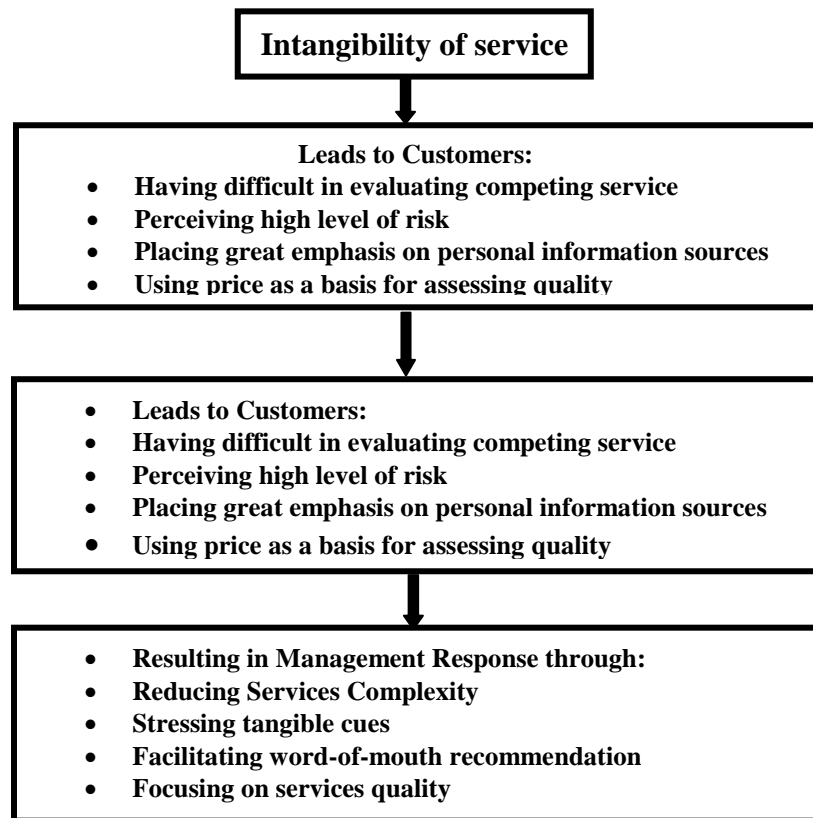 Intangibility of service
Leads to Customers:
• Having difficult in evaluating competing service
• Perceiving high level of risk
• Placing great emphasis on personal information sources
• Using price as a basis for assessing quality
• Leads to Customers:
• Having difficult in evaluating competing service
• Perceiving high level of risk
• Placing great emphasis on personal information sources
• Using price as a basis for assessing quality
• Resulting in Management Response through:
• Reducing Services Complexity
• Stressing tangible cues
• Facilitating word-of-mouth recommendation
• Focusing on services quality